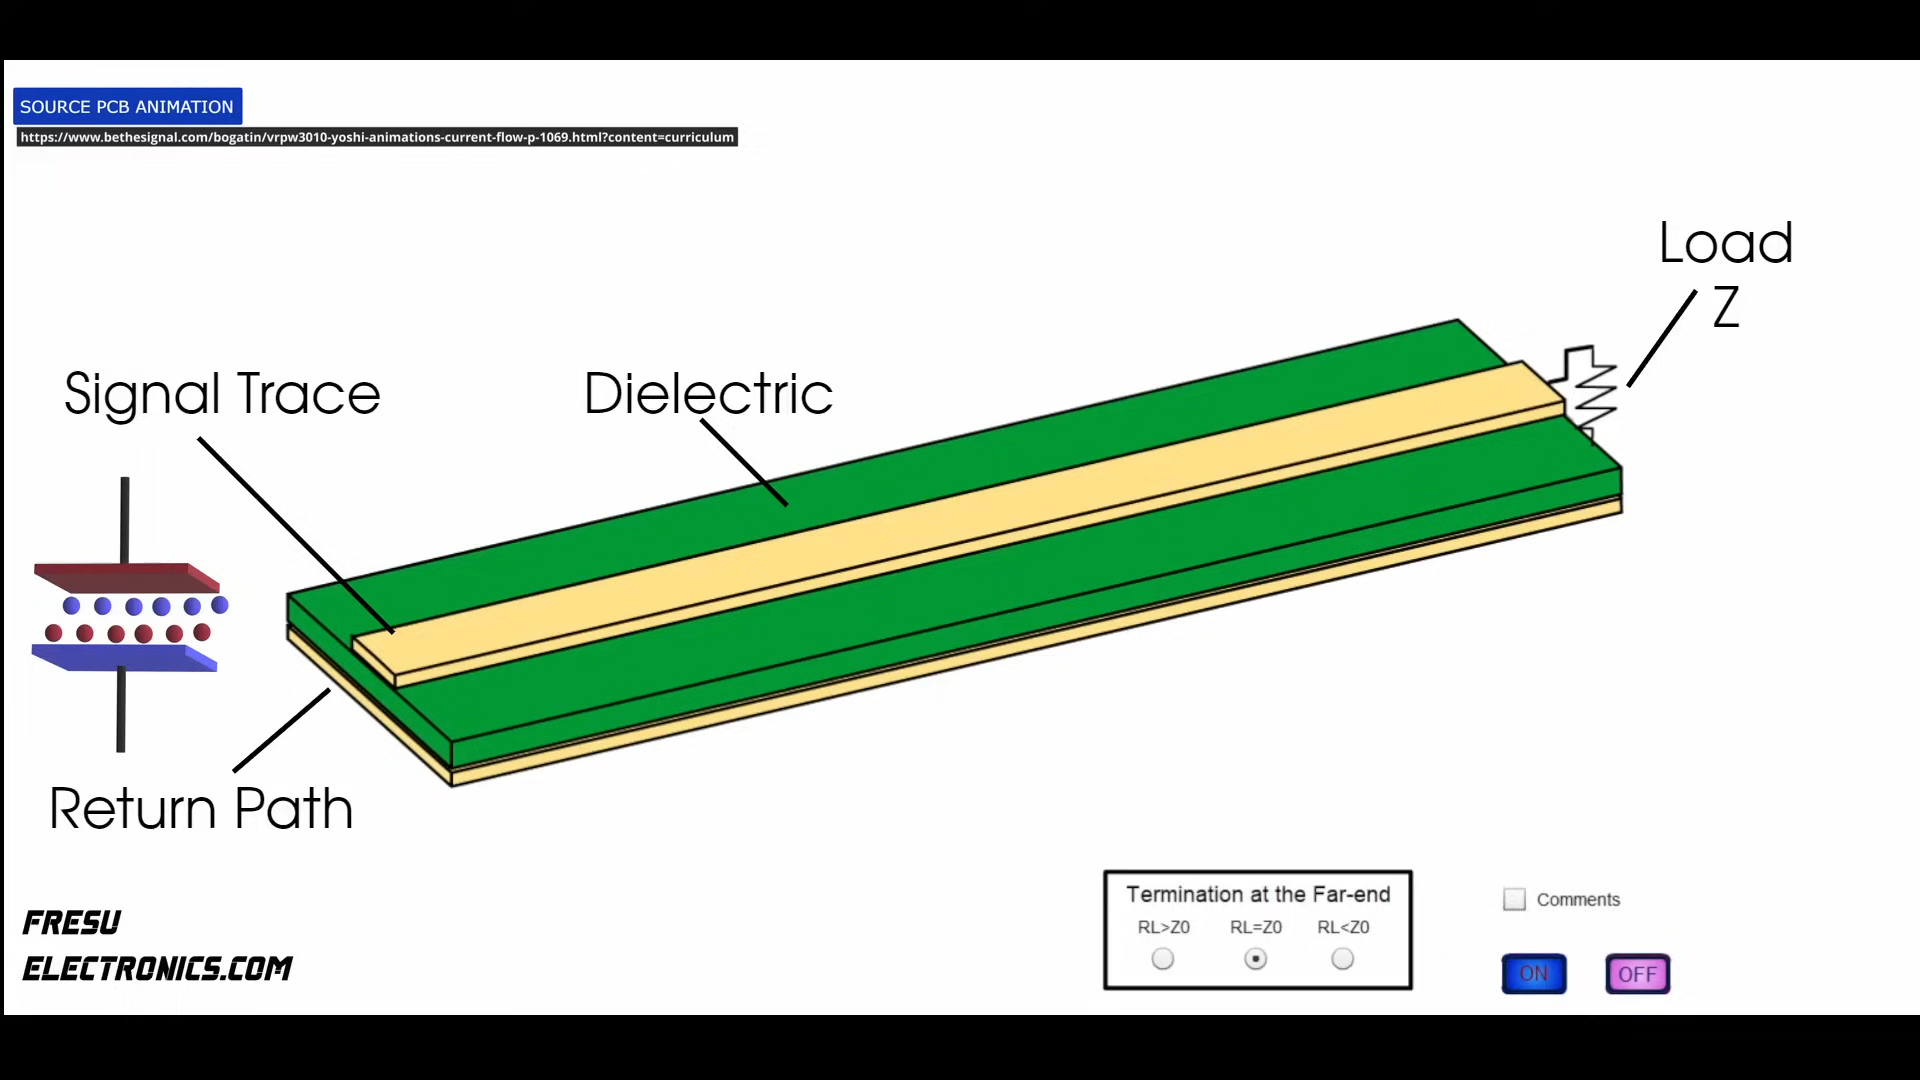 SOURCE PCB ANIMATION
https://www.bethesignal.com/bogatin/vrpw3010-yoshi-animations-current-flow-p-1069.html?content=curriculum
Load
Z
Signal Trace
Dielectric
Return Path
Termination at the Far-end
RL>Z0 RL=Z0 RL<Z0
Comments
ON OFF
FRESU
ELECTRONICS.COM